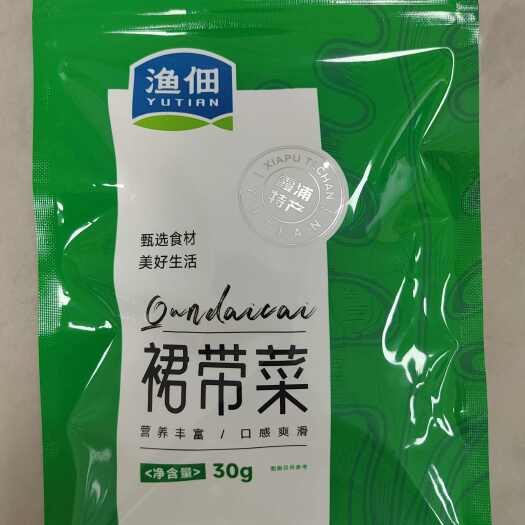 渔佃
YUTIAN
XIAPU T CHAN
霞浦
特产
甄选食材
美好生活
Qundaicai
裙带菜
营养丰富 / 口感爽滑
<净含量> 30g